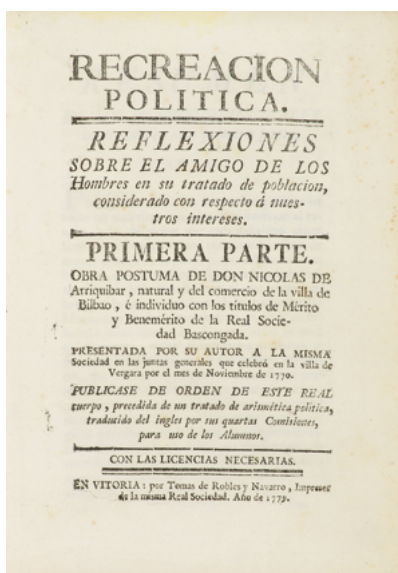 RECREACION
POLITICA.
REFLEXIONES
SOBRE EL AMIGO DE LOS
Hombres en su tratado de poblacion,
considerado con respecto á nues-
tros intereses.
PRIMERA PARTE.
OBRA POSTUMA DE DON NICOLAS DE
Arriquibar, natural y del comercio de la villa de
Bilbao, é individuo con los titulos de Mérito
y Benemérito de la Real Socie-
dad Bascongada.
PRESENTADA POR SU AUTOR A LA MISMA
Sociedad en las juntas generales que celebró en la villa de
Vergara por el mes de Noviembre de 1770.
PUBLICASE DE ORDEN DE ESTE REAL
cuerpo, precedida de un tratado de arismética política,
traducido del ingles por sus quartas Comisiones,
para uso de los Alumnos.
CON LAS LICENCIAS NECESARIAS.
EN VITORIA: por Tomas de Robles y Navarro, Impresor
de la misma Real Sociedad. Año de 1779.